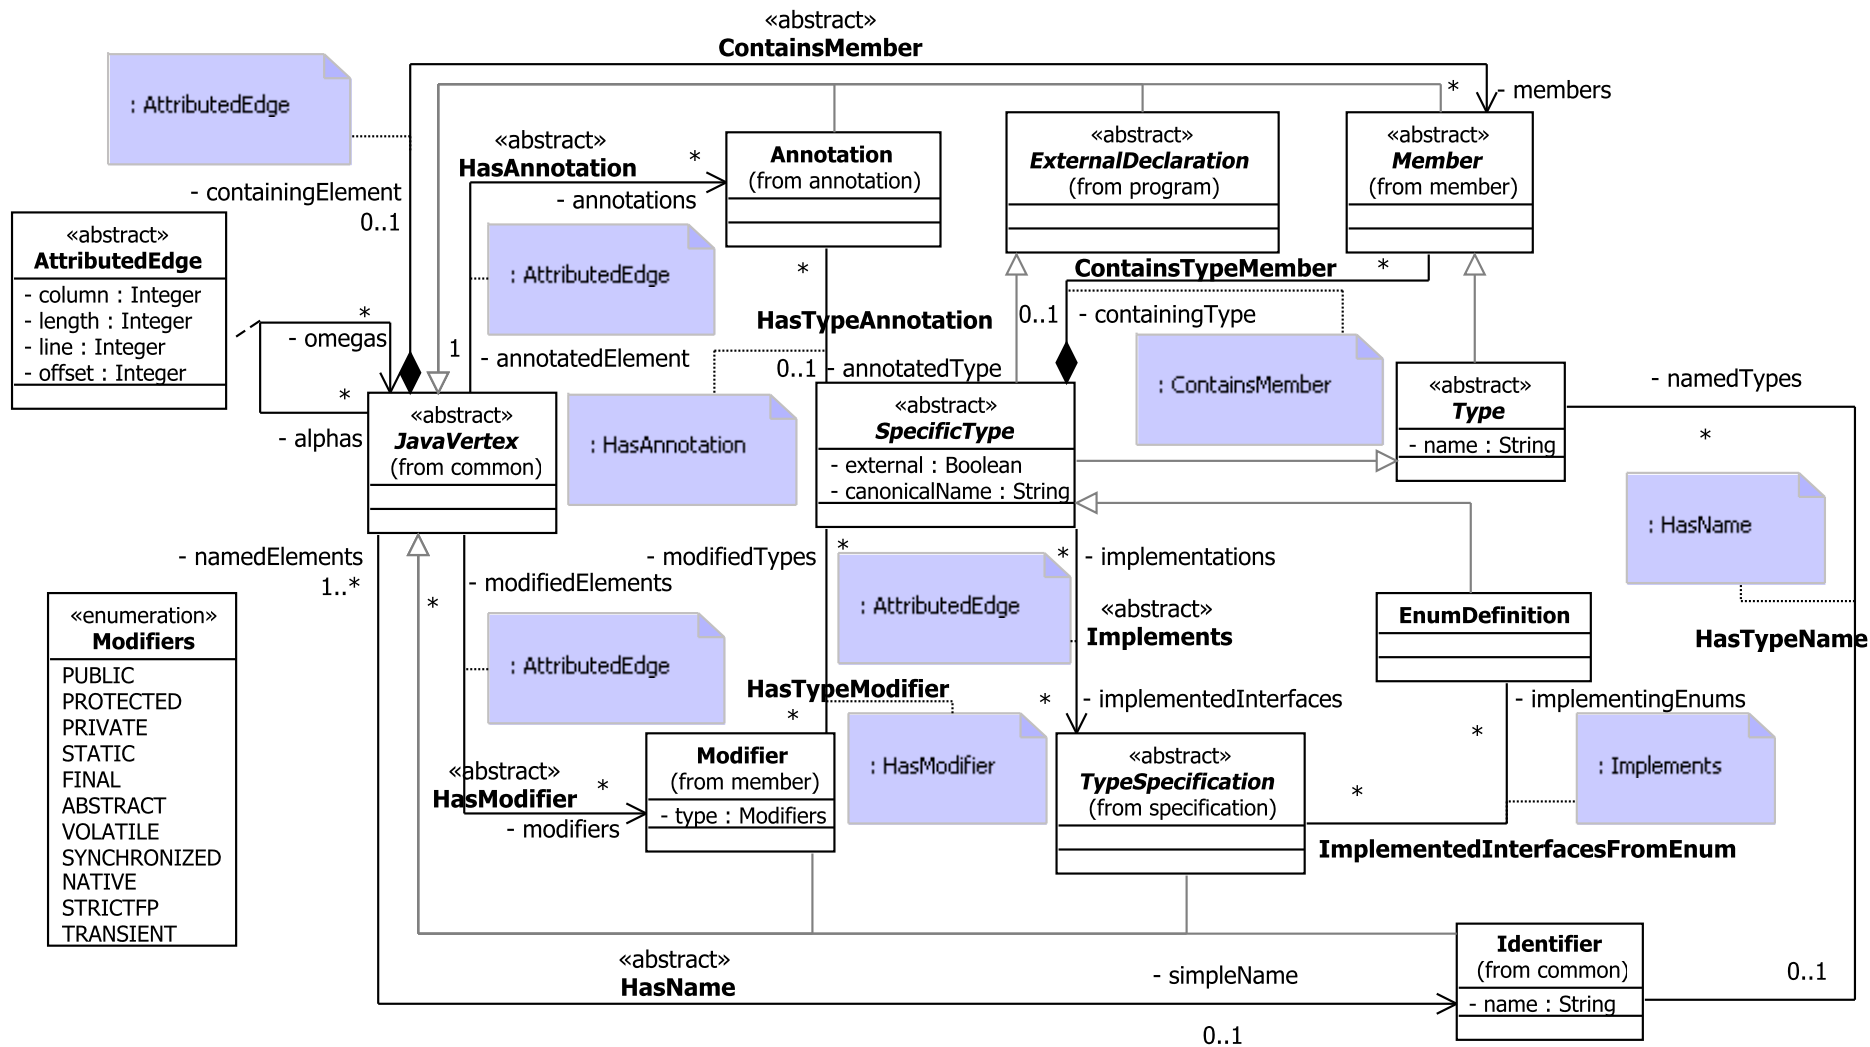 «abstract»
ContainsMember
: AttributedEdge
*
- members
«abstract»
HasAnnotation
*
- annotations
«abstract»
Annotation
(from annotation)
«abstract»
ExternalDeclaration
(from program)
«abstract»
Member
(from member)
- containingElement
0..1
«abstract»
AttributedEdge
- column : Integer
- length : Integer
- line : Integer
- offset : Integer
*
- omegas
*
- alphas
: AttributedEdge
1
- annotatedElement
*
HasTypeAnnotation
0..1
- annotatedType
ContainsTypeMember
*
0..1
- containingType
: ContainsMember
: HasAnnotation
«abstract»
JavaVertex
(from common)
«abstract»
SpecificType
- external : Boolean
- canonicalName : String
«abstract»
Type
- name : String
- namedTypes
*
: HasName
HasTypeName
- namedElements
1..*
*
- modifiedElements
- modifiedTypes
*
*
- implementations
: AttributedEdge
«abstract»
Implements
: AttributedEdge
EnumDefinition
«enumeration»
Modifiers
PUBLIC
PROTECTED
PRIVATE
STATIC
FINAL
ABSTRACT
VOLATILE
SYNCHRONIZED
NATIVE
STRICTFP
TRANSIENT
HasTypeModifier
*
*
- implementedInterfaces
- implementingEnums
*
«abstract»
HasModifier
*
- modifiers
Modifier
(from member)
- type : Modifiers
: HasModifier
«abstract»
TypeSpecification
(from specification)
*
: Implements
ImplementedInterfacesFromEnum
«abstract»
HasName
- simpleName
0..1
Identifier
(from common)
- name : String
0..1